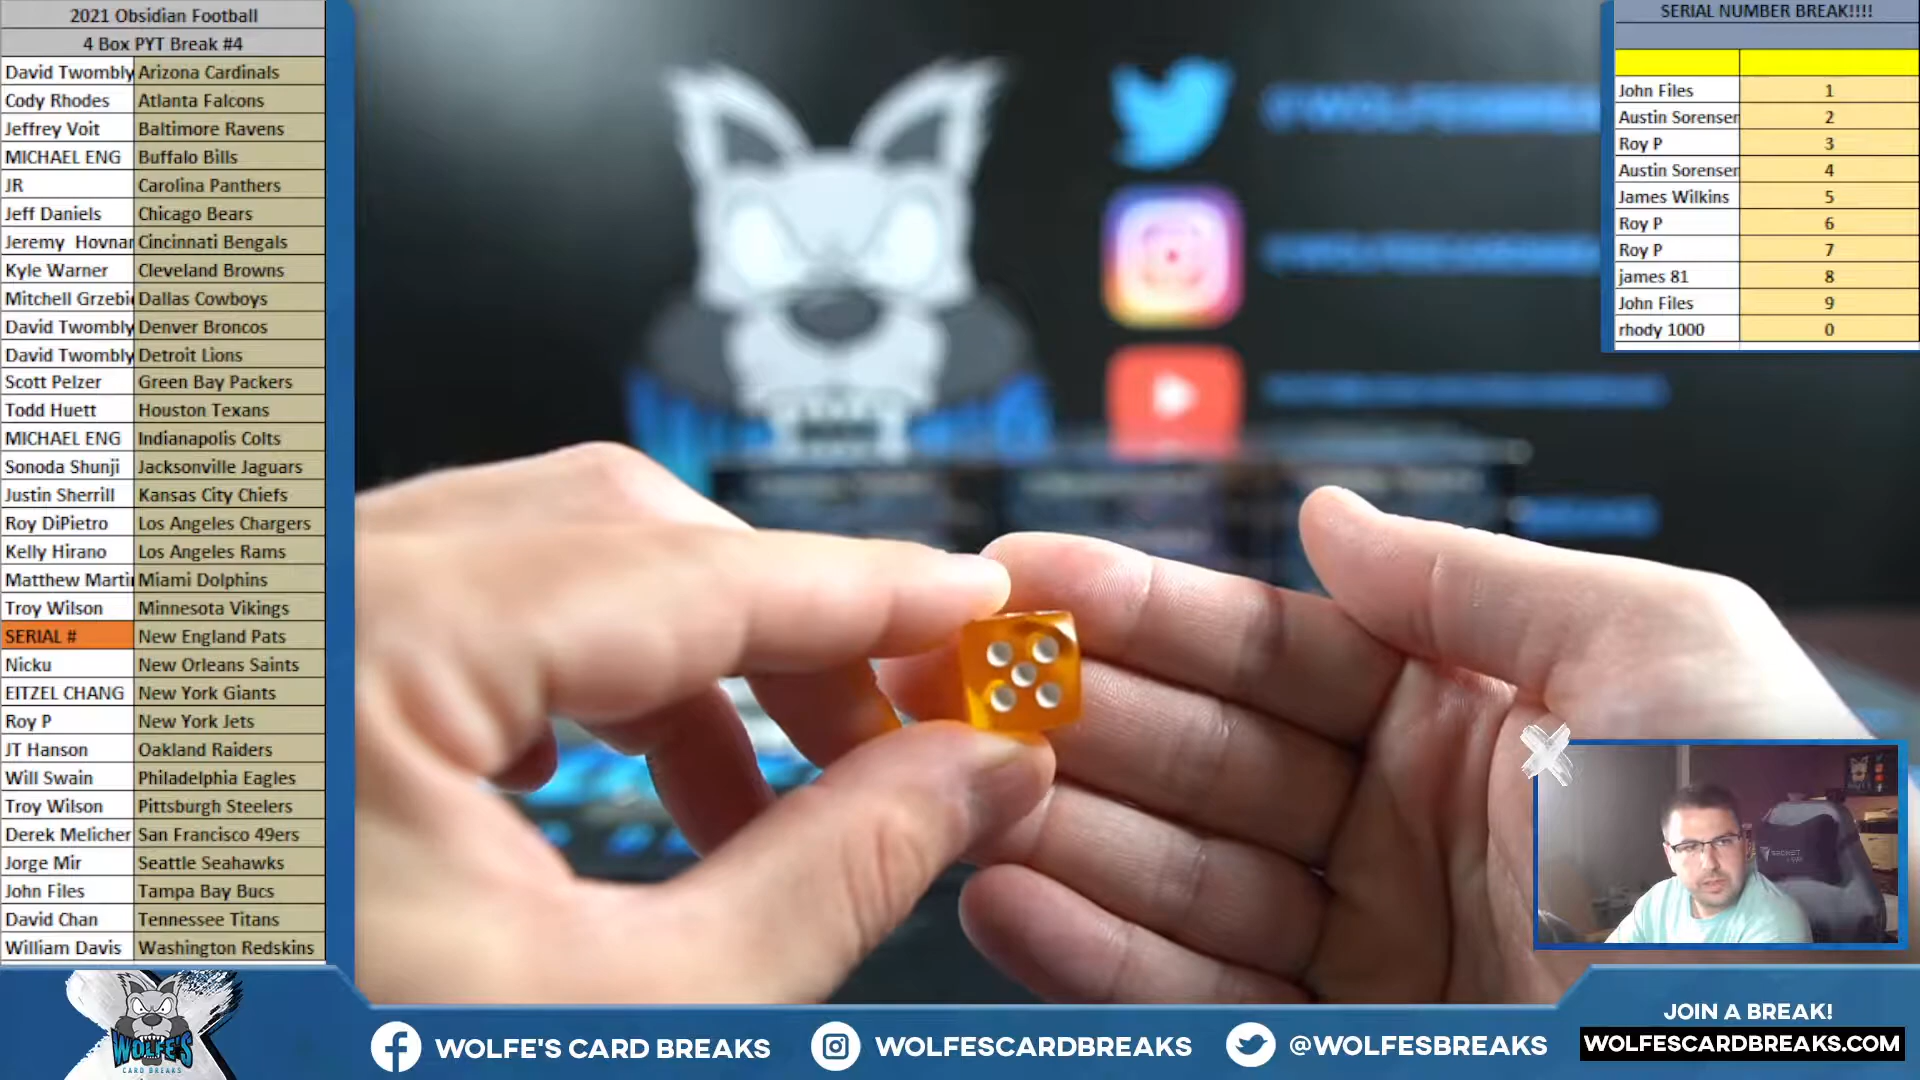 2021 Obsidian Football
4 Box PYT Break #4
David Twombly Arizona Cardinals
Cody Rhodes Atlanta Falcons
Jeffrey Voit Baltimore Ravens
MICHAEL ENG Buffalo Bills
JR Carolina Panthers
Jeff Daniels Chicago Bears
Jeremy Hovnar Cincinnati Bengals
Kyle Warner Cleveland Browns
Mitchell Grzebi Dallas Cowboys
David Twombly Denver Broncos
David Twombly Detroit Lions
Scott Pelzer Green Bay Packers
Todd Huett Houston Texans
MICHAEL ENG Indianapolis Colts
Sonoda Shunji Jacksonville Jaguars
Justin Sherrill Kansas City Chiefs
Roy DiPietro Los Angeles Chargers
Kelly Hirano Los Angeles Rams
Matthew Marti Miami Dolphins
Troy Wilson Minnesota Vikings
SERIAL # New England Pats
Nicku New Orleans Saints
EITZEL CHANG New York Giants
Roy P New York Jets
JT Hanson Oakland Raiders
Will Swain Philadelphia Eagles
Troy Wilson Pittsburgh Steelers
Derek Melicher San Francisco 49ers
Jorge Mir Seattle Seahawks
John Files Tampa Bay Bucs
David Chan Tennessee Titans
William Davis Washington Redskins
SERIAL NUMBER BREAK!!!!
John Files 1
Austin Sorensen 2
Roy P 3
Austin Sorensen 4
James Wilkins 5
Roy P 6
Roy P 7
james 81 8
John Files 9
rhody 1000 0
WOLFE'S
CARD BREAKS
WOLFE'S CARD BREAKS
WOLFESCARDBREAKS
@WOLFESBREAKS
JOIN A BREAK!
WOLFESCARDBREAKS.COM